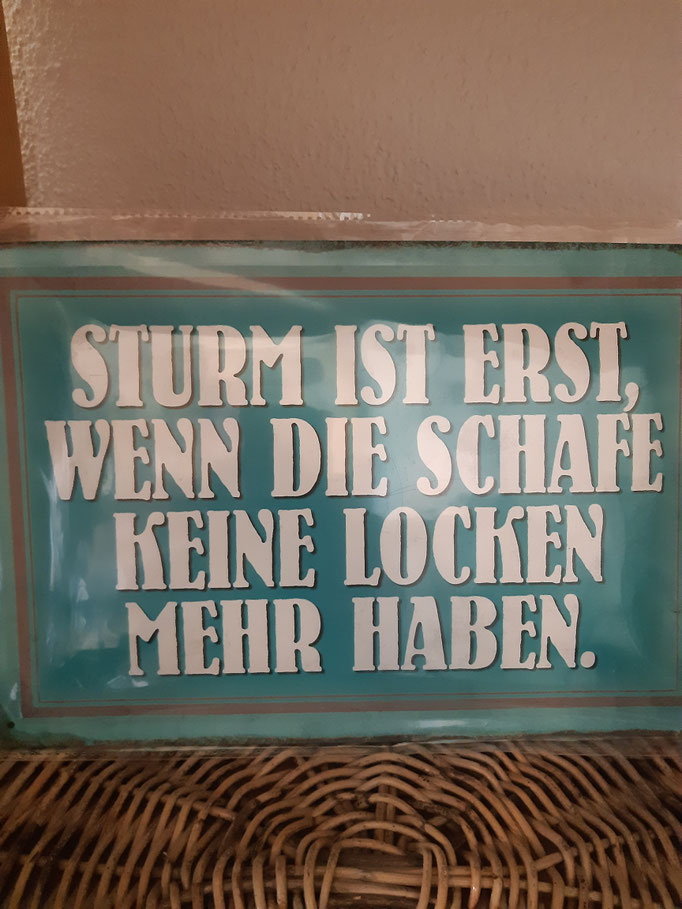 STURM IST ERST,
WENN DIE SCHAFE
KEINE LOCKEN
MEHR HABEN.